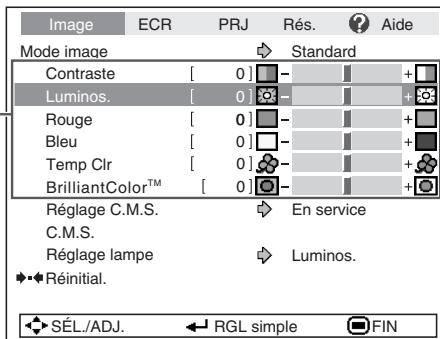 Image ECR PRJ Rés. ? Aide
Mode image Standard
Contraste [ 0 ] - +
Luminos. [ 0 ] - +
Rouge [ 0 ] - +
Bleu [ 0 ] - +
Temp Clr [ 0 ] - +
BrilliantColor™ [ 0 ] - +
Réglage C.M.S. En service
C.M.S.
Réglage lampe Luminos.
Réinitial.
SÉL./ADJ. RGL simple FIN